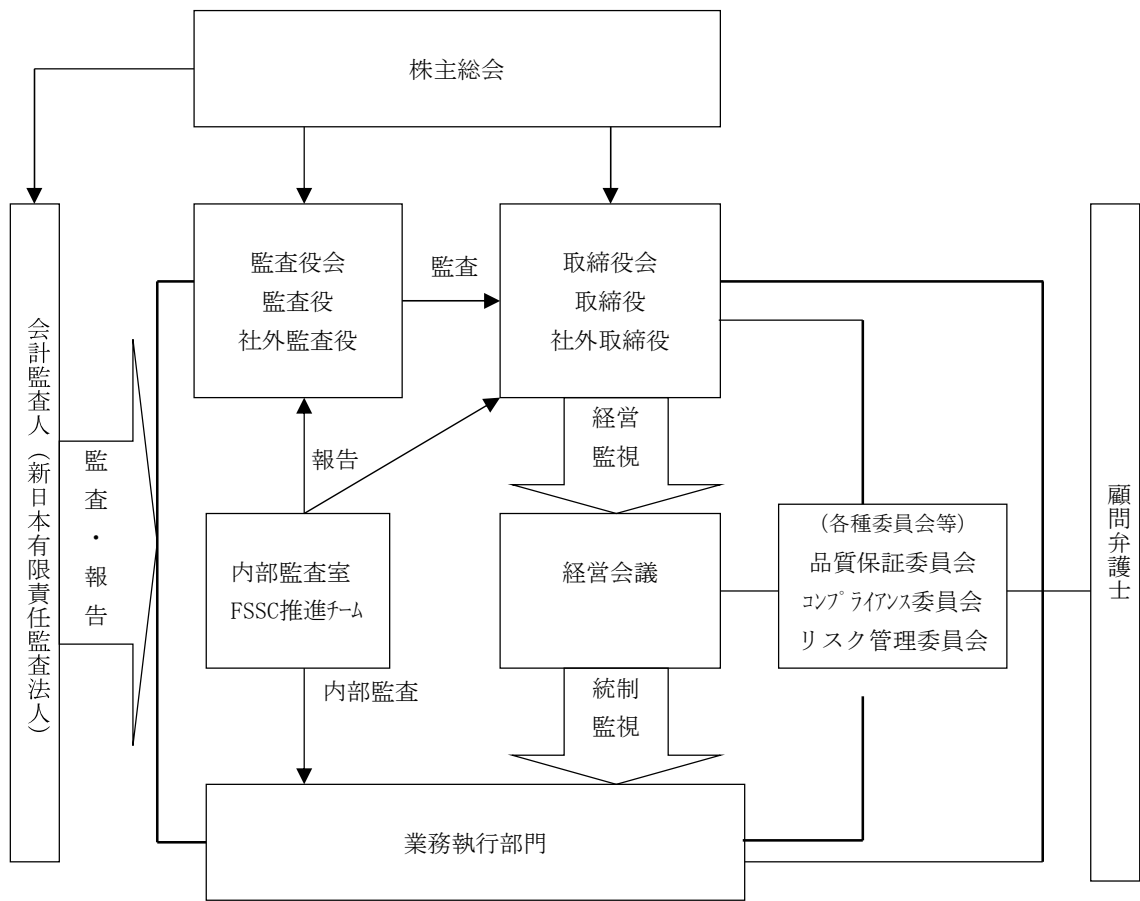 株主総会
監査役会
監査役
社外監査役
監査
取締役会
取締役
社外取締役
会計監査人（新日本有限責任監査法人）
監査・報告
報告
経営
監視
内部監査室
FSSC推進ﾁｰﾑ
経営会議
（各種委員会等）
品質保証委員会
ｺﾝﾌﾟﾗｲｱﾝｽ委員会
リスク管理委員会
顧問弁護士
内部監査
統制
監視
業務執行部門